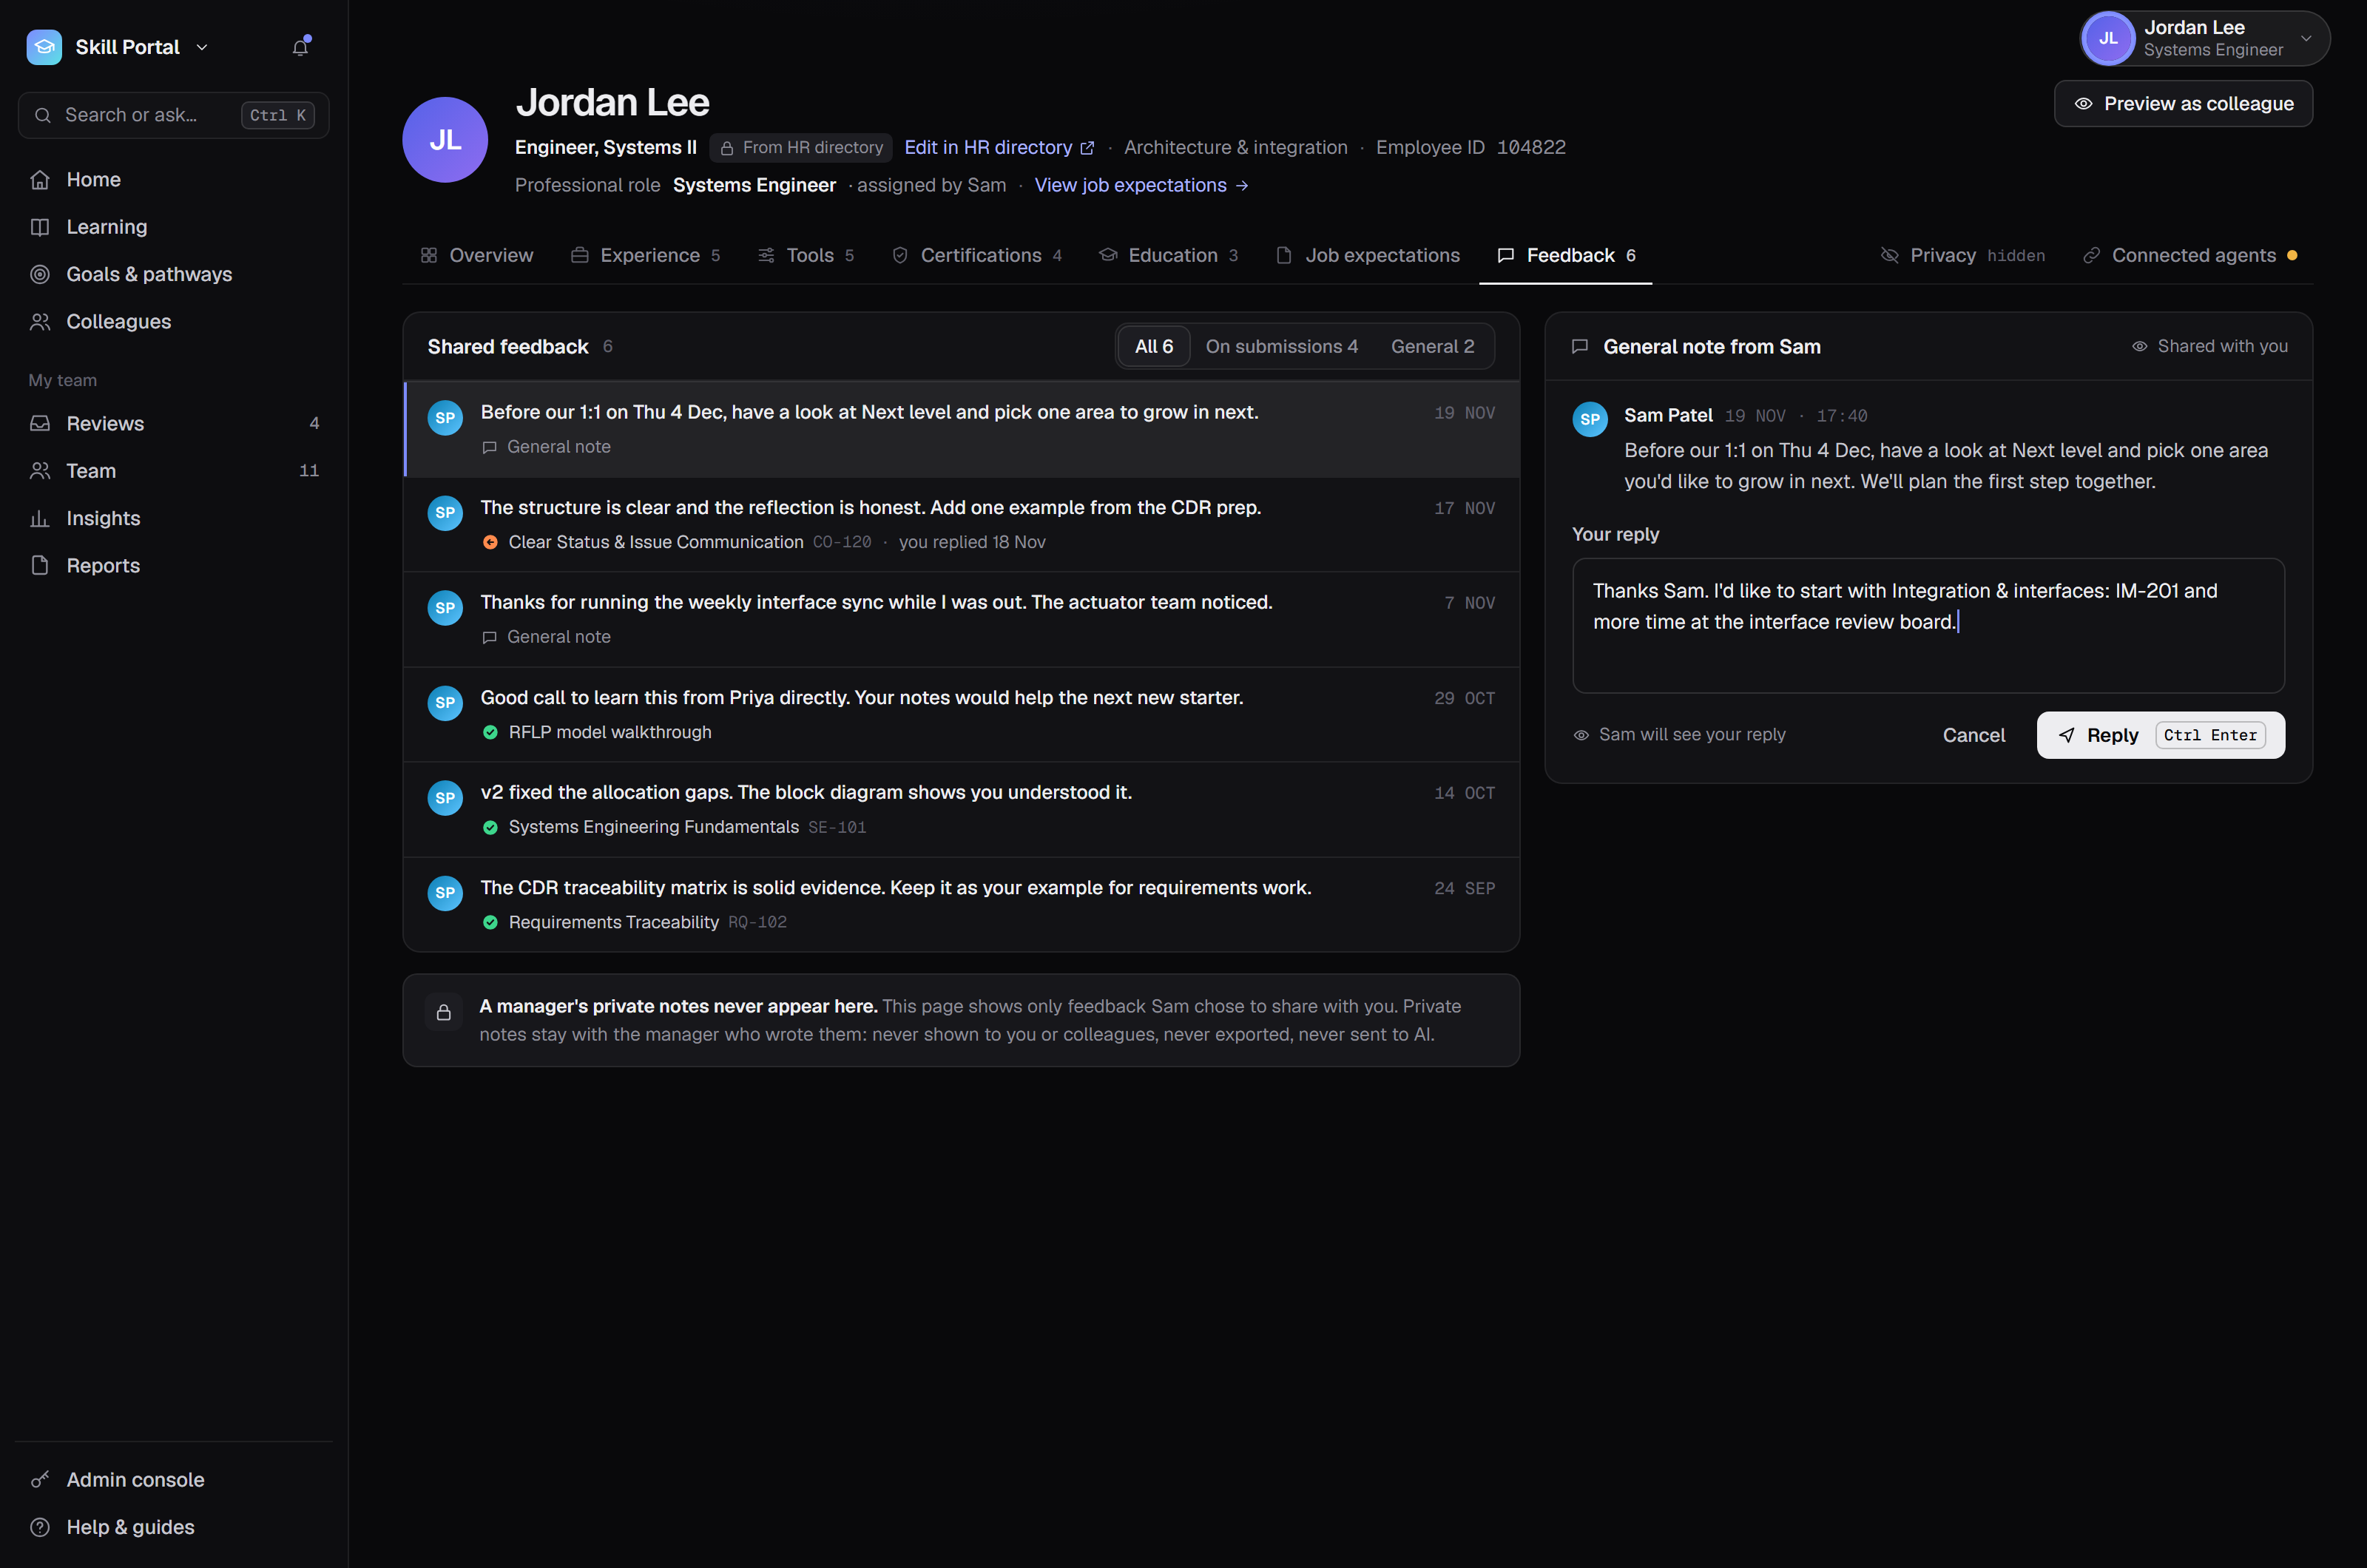 Skill Portal
Search or ask... Ctrl K
Home
Learning
Goals & pathways
Colleagues
My team
Reviews 4
Team 11
Insights
Reports
Admin console
Help & guides
JL Jordan Lee
Systems Engineer
Preview as colleague
JL
Jordan Lee
Engineer, Systems II From HR directory Edit in HR directory · Architecture & integration · Employee ID 104822
Professional role Systems Engineer · assigned by Sam · View job expectations →
Overview Experience 5 Tools 5 Certifications 4 Education 3 Job expectations Feedback 6 Privacy hidden Connected agents
Shared feedback 6 All 6 On submissions 4 General 2
SP Before our 1:1 on Thu 4 Dec, have a look at Next level and pick one area to grow in next. 19 NOV
General note
SP The structure is clear and the reflection is honest. Add one example from the CDR prep. 17 NOV
Clear Status & Issue Communication CO-120 · you replied 18 Nov
SP Thanks for running the weekly interface sync while I was out. The actuator team noticed. 7 NOV
General note
SP Good call to learn this from Priya directly. Your notes would help the next new starter. 29 OCT
RFLP model walkthrough
SP v2 fixed the allocation gaps. The block diagram shows you understood it. 14 OCT
Systems Engineering Fundamentals SE-101
SP The CDR traceability matrix is solid evidence. Keep it as your example for requirements work. 24 SEP
Requirements Traceability RQ-102
A manager's private notes never appear here. This page shows only feedback Sam chose to share with you. Private
notes stay with the manager who wrote them: never shown to you or colleagues, never exported, never sent to AI.
General note from Sam Shared with you
SP Sam Patel 19 NOV · 17:40
Before our 1:1 on Thu 4 Dec, have a look at Next level and pick one area
you'd like to grow in next. We'll plan the first step together.
Your reply
Thanks Sam. I'd like to start with Integration & interfaces: IM-201 and
more time at the interface review board.
Sam will see your reply Cancel Reply Ctrl Enter